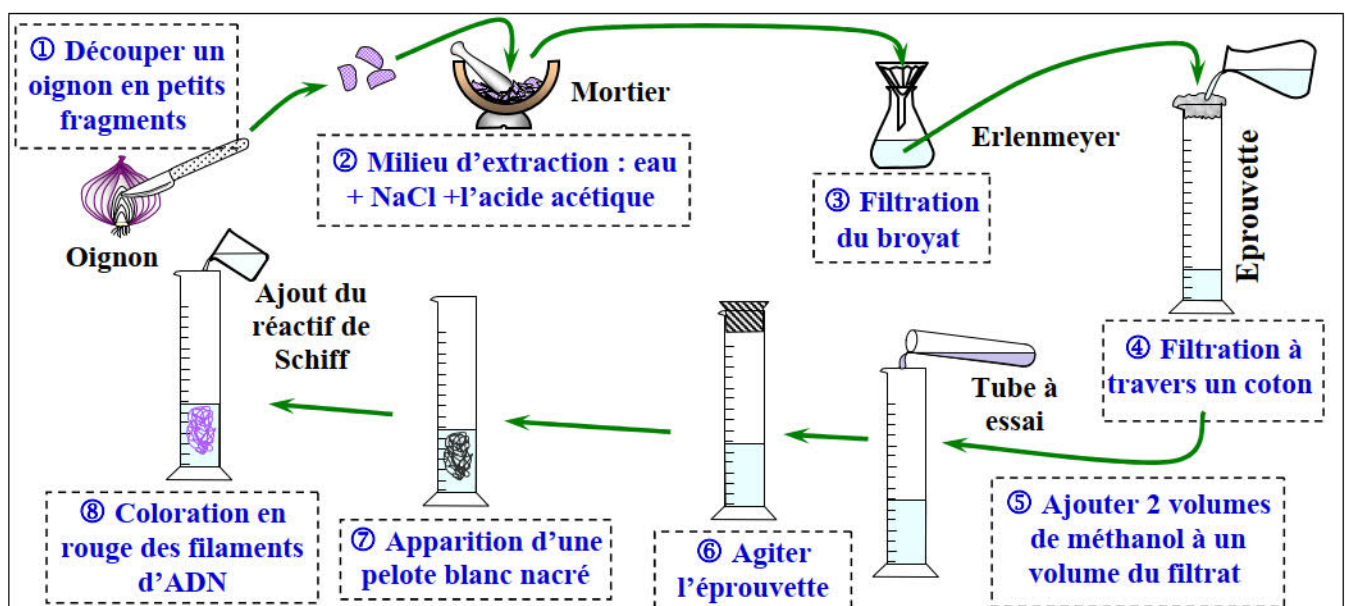 ① Découper un
oignon en petits
fragments
Oignon
Mortier
② Milieu d’extraction : eau
+ NaCl +l’acide acétique
Erlenmeyer
③ Filtration
du broyat
Eprouvette
④ Filtration à
travers un coton
⑤ Ajouter 2 volumes
de méthanol à un
volume du filtrat
Tube à
essai
⑥ Agiter
l’éprouvette
⑦ Apparition d’une
pelote blanc nacré
Ajout du
réactif de
Schiff
⑧ Coloration en
rouge des filaments
d’ADN